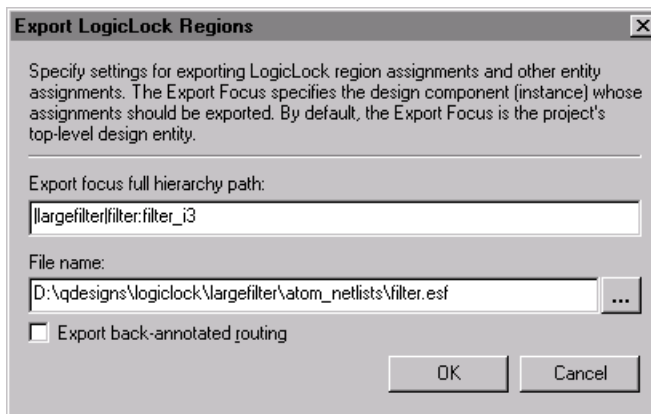 Export LogicLock Regions
Specify settings for exporting LogicLock region assignments and other entity
assignments. The Export Focus specifies the design component (instance) whose
assignments should be exported. By default, the Export Focus is the project's
top-level design entity.
Export focus full hierarchy path:
|largefilter|filter:filter_i3
File name:
D:\qdesigns\logiclock\largefilter\atom_netlists\filter.esf
...
Export back-annotated routing
OK Cancel